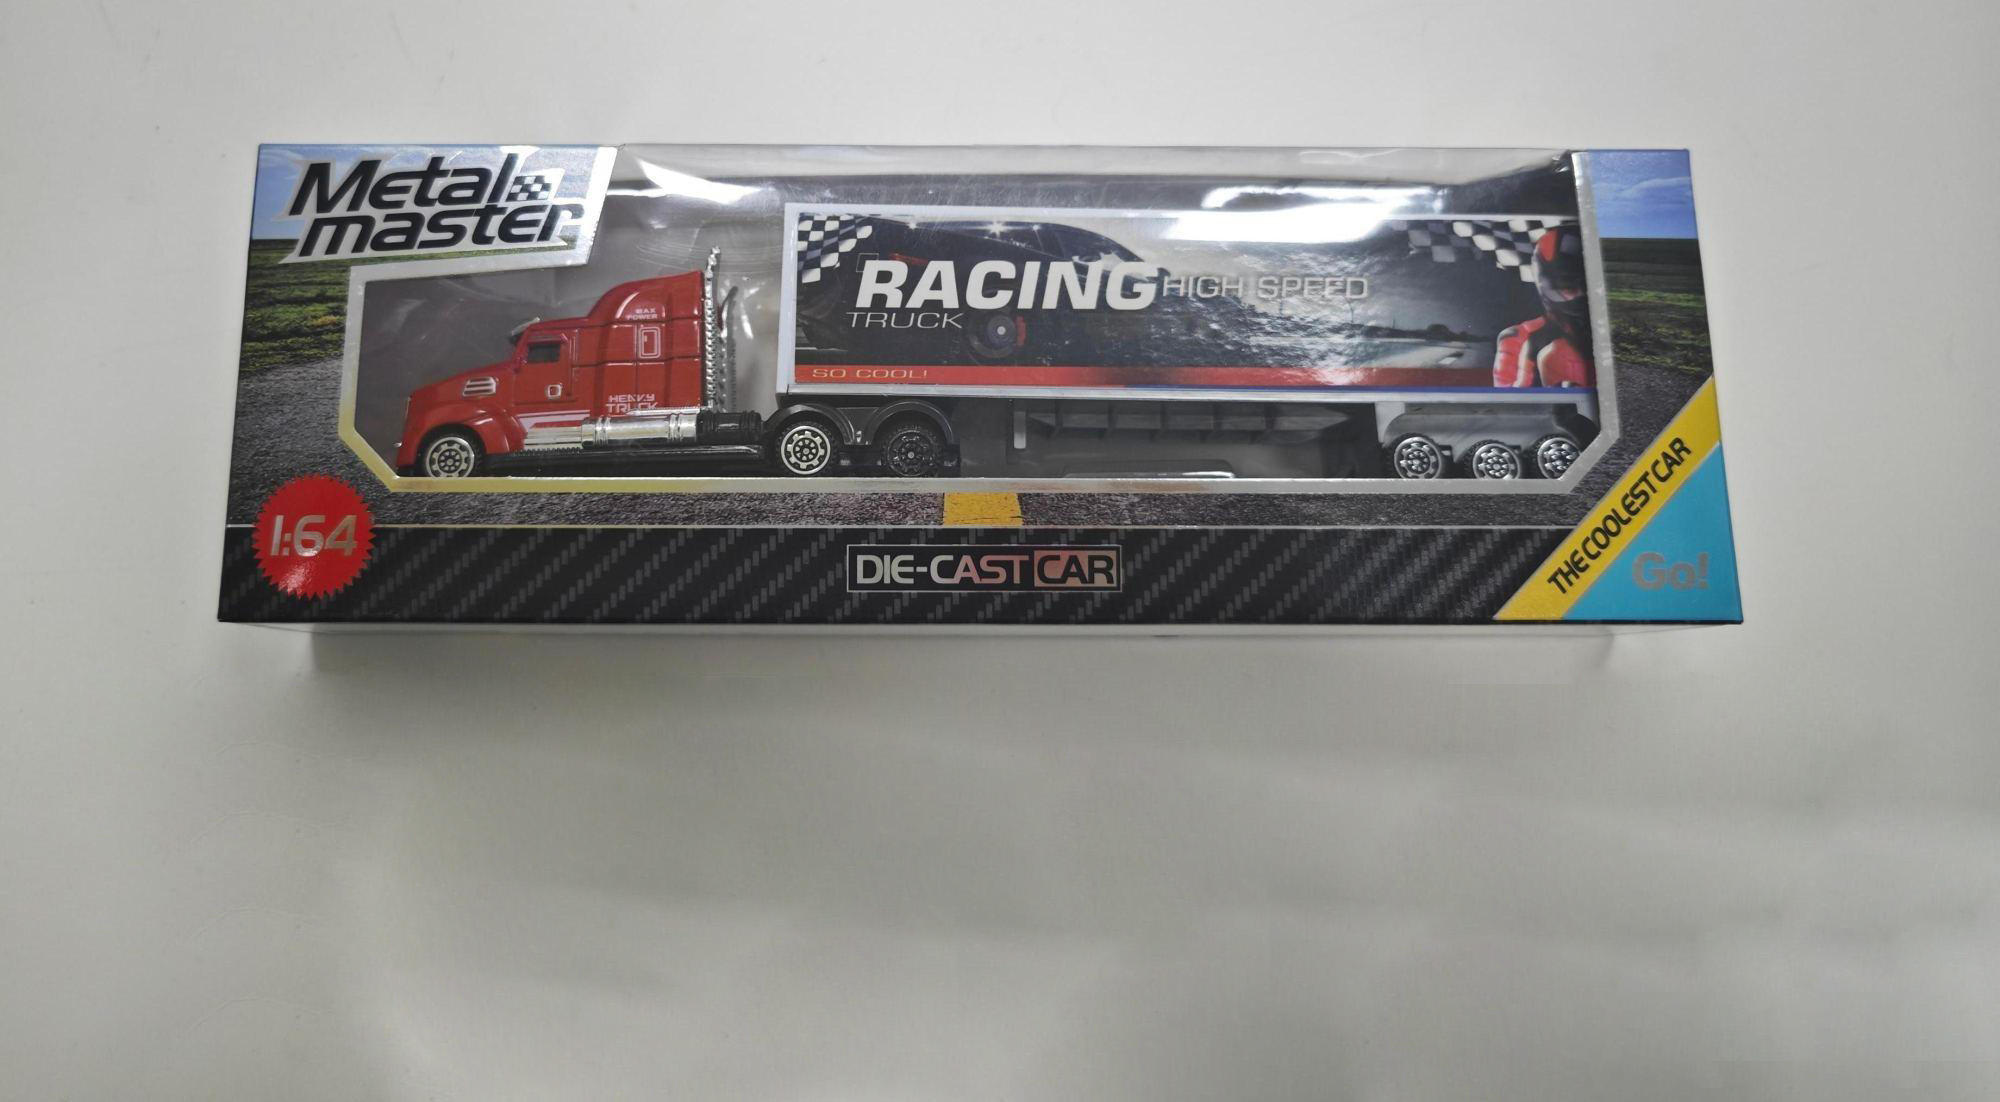 Metal
master
RACING HIGH SPEED
TRUCK
SO COOL!
MAX
POWER
HEAVY
TRUCK
1:64
DIE-CAST CAR
THE COOLEST CAR
Go!